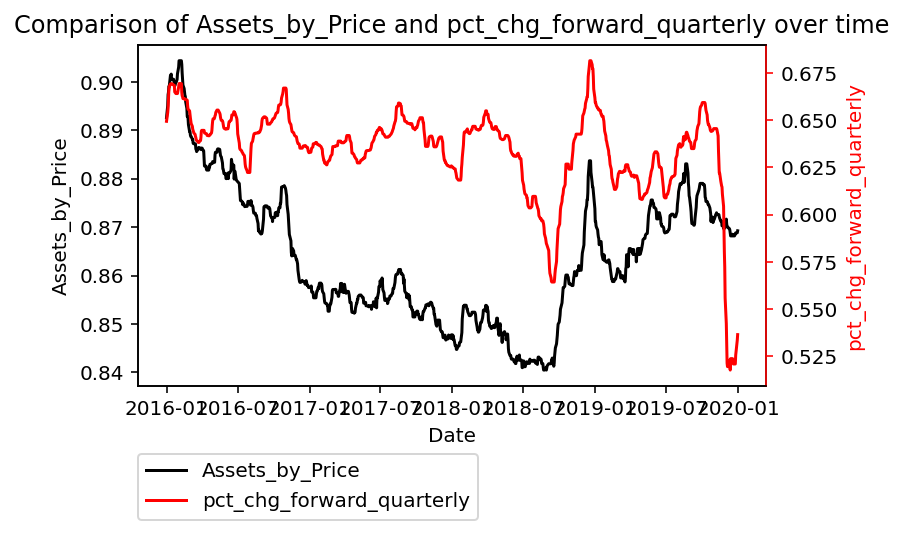 Comparison of Assets_by_Price and pct_chg_forward_quarterly over time
Assets_by_Price
0.90
0.89
0.88
0.87
0.86
0.85
0.84
0.675
0.650
0.625
0.600
0.575
0.550
0.525
pct_chg_forward_quarterly
2016-01 2016-07 2017-01 2017-07 2018-01 2018-07 2019-01 2019-07 2020-01
Date
Assets_by_Price
pct_chg_forward_quarterly